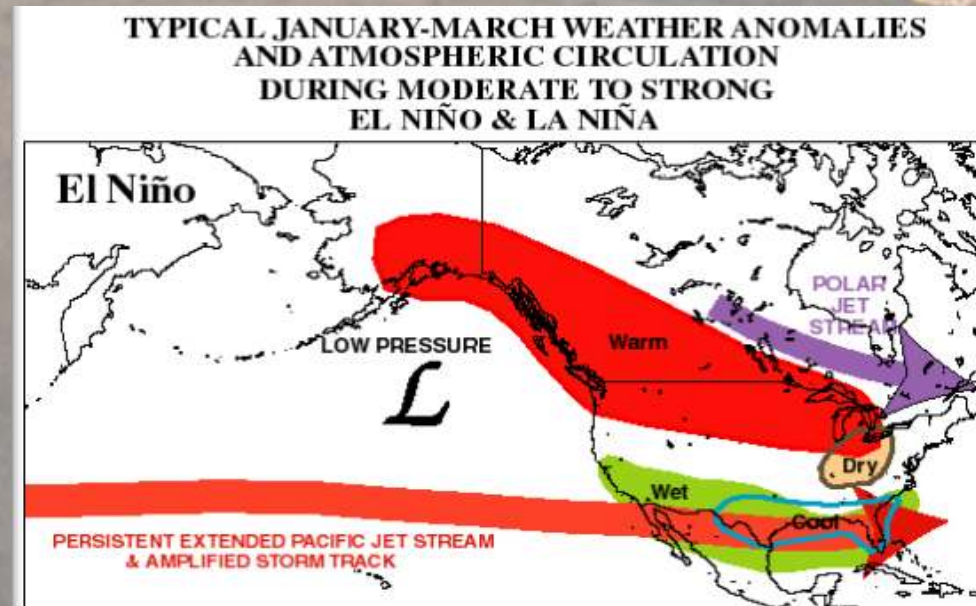 TYPICAL JANUARY-MARCH WEATHER ANOMALIES
AND ATMOSPHERIC CIRCULATION
DURING MODERATE TO STRONG
EL NIÑO & LA NIÑA
El Niño
POLAR
JET
STREAM
LOW PRESSURE
L
Warm
Dry
Wet
Cool
PERSISTENT EXTENDED PACIFIC JET STREAM
& AMPLIFIED STORM TRACK